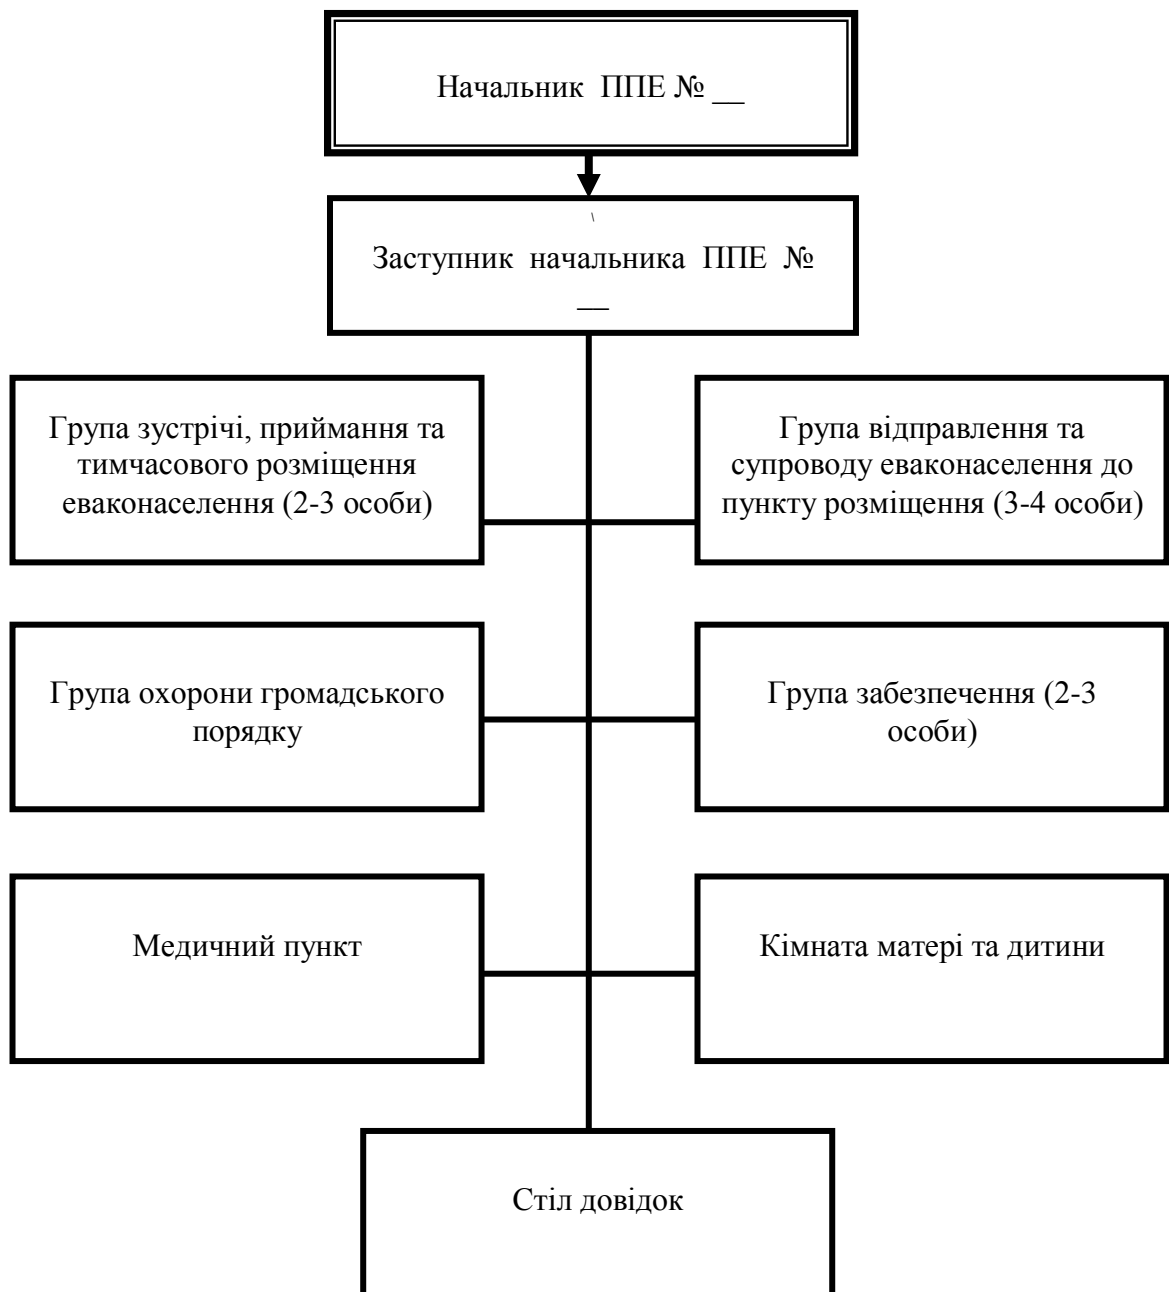 Начальник ППЕ № __
\
Заступник начальника ППЕ №
__
Група зустрічі, приймання та
тимчасового розміщення
еваконаселення (2-3 особи)
Група відправлення та
супроводу еваконаселення до
пункту розміщення (3-4 особи)
Група охорони громадського
порядку
Група забезпечення (2-3
особи)
Медичний пункт
Кімната матері та дитини
Стіл довідок